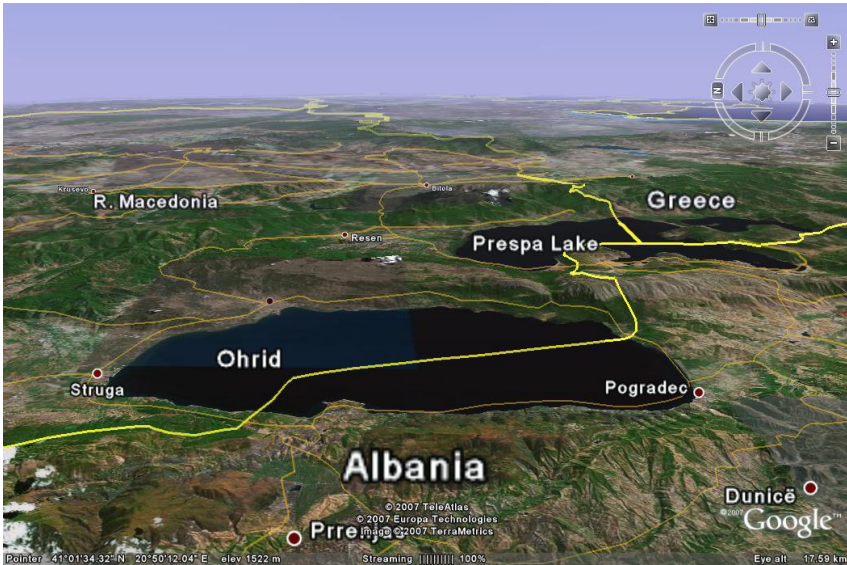 N
Krusevo
R. Macedonia
Bitola
Greece
Resen
Prespa Lake
Ohrid
Struga
Pogradec
Albania
Dunicë
© 2007 TeleAtlas
© 2007 Europa Technologies
Image © 2007 TerraMetrics
©2007 Google™
Pointer 41°01'34.32" N 20°50'12.04" E elev 1522 m
Streaming 100%
Eye alt 17.59 km